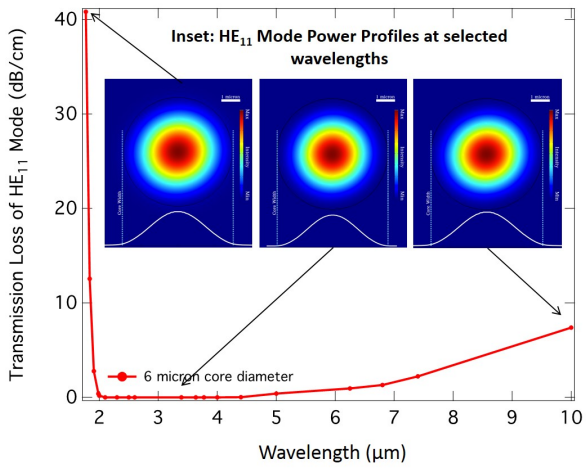 Inset: HE11 Mode Power Profiles at selected
wavelengths
Transmission Loss of HE11 Mode (dB/cm)
40
30
20
10
0
1 micron
Max
Intensity
Min
Core Width
1 micron
Max
Intensity
Min
Core Width
1 micron
Max
Intensity
Min
Core Width
6 micron core diameter
2
3
4
5
6
7
8
9
10
Wavelength (μm)